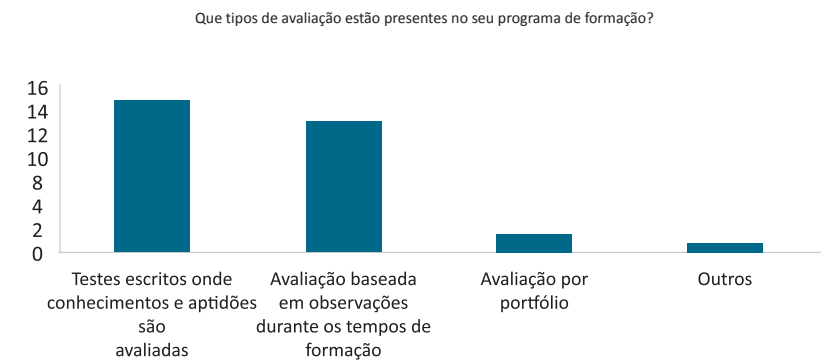 Que tipos de avaliação estão presentes no seu programa de formação?
16
14
12
10
8
4
2
0
Testes escritos onde
conhecimentos e aptidões
são
avaliadas
Avaliação baseada
em observações
durante os tempos de
formação
Avaliação por
portfólio
Outros